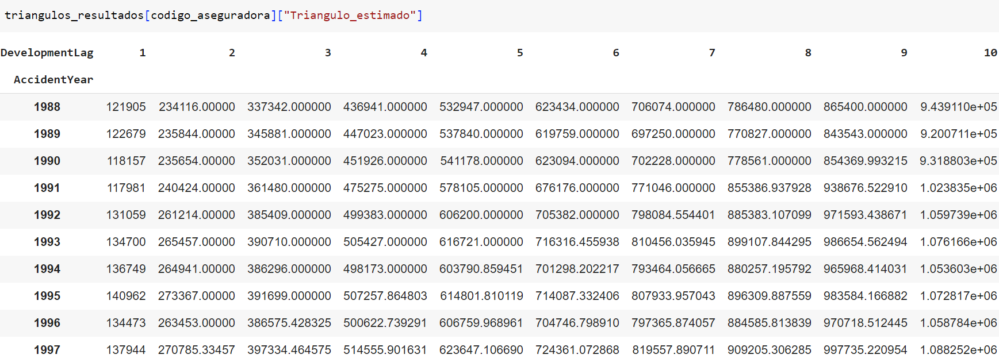 triangulos_resultados[codigo_aseguradora]["Triangulo_estimado"]
DevelopmentLag 1 2 3 4 5 6 7 8 9 10
AccidentYear
1988 121905 234116.00000 337342.000000 436941.000000 532947.000000 623434.000000 706074.000000 786480.000000 865400.000000 9.439110e+05
1989 122679 235844.00000 345881.000000 447023.000000 537840.000000 619759.000000 697250.000000 770827.000000 843543.000000 9.200711e+05
1990 118157 235654.00000 352031.000000 451926.000000 541178.000000 623094.000000 702228.000000 778561.000000 854369.993215 9.318803e+05
1991 117981 240424.00000 361480.000000 475275.000000 578105.000000 676176.000000 771046.000000 855386.937928 938676.522910 1.023835e+06
1992 131059 261214.00000 385409.000000 499383.000000 606200.000000 705382.000000 798084.554401 885383.107099 971593.438671 1.059739e+06
1993 134700 265457.00000 390710.000000 505427.000000 616721.000000 716316.455938 810456.035945 899107.844295 986654.562494 1.076166e+06
1994 136749 264941.00000 386296.000000 498173.000000 603790.859451 701298.202217 793464.056665 880257.195792 965968.414031 1.053603e+06
1995 140962 273367.00000 391699.000000 507257.864803 614801.810119 714087.332406 807933.957043 896309.887559 983584.166882 1.072817e+06
1996 134473 263453.00000 386575.428325 500622.739291 606759.968961 704746.798910 797365.874057 884585.813839 970718.512445 1.058784e+06
1997 137944 270785.33457 397334.464575 514555.901631 623647.106690 724361.072868 819557.890711 909205.306285 997735.220954 1.088252e+06